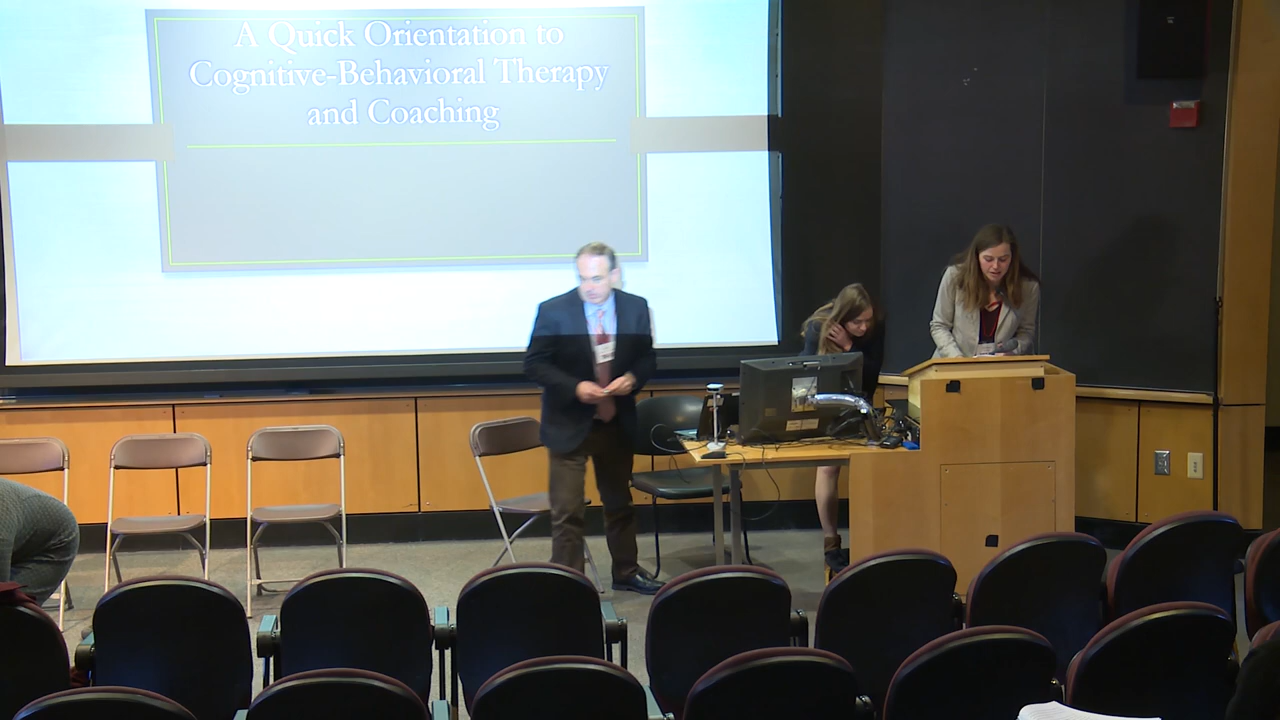 A Quick Orientation to
Cognitive-Behavioral Therapy
and Coaching